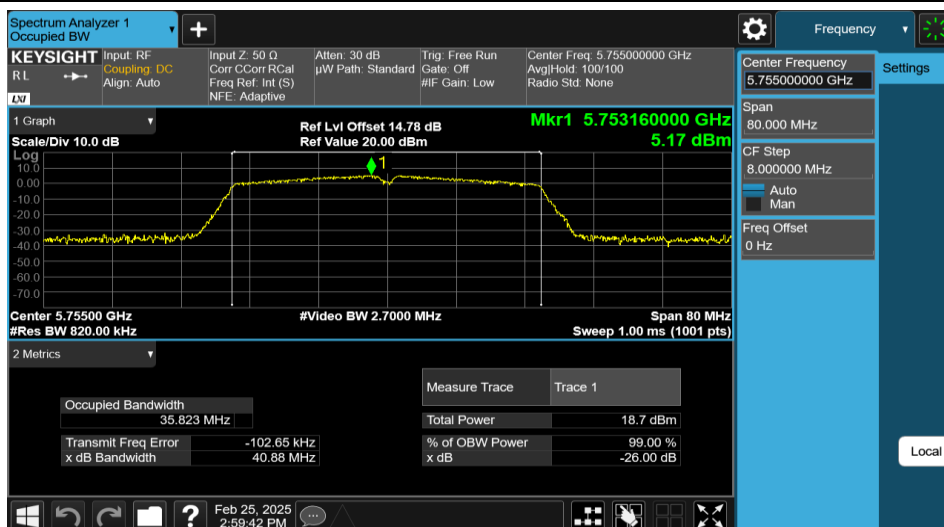 Spectrum Analyzer 1
Occupied BW
+
Frequency
KEYSIGHT
R L
LXI
Input: RF
Coupling: DC
Align: Auto
Input Z: 50 Ω
Corr CCorr RCal
Freq Ref: Int (S)
NFE: Adaptive
Atten: 30 dB
µW Path: Standard
Trig: Free Run
Gate: Off
#IF Gain: Low
Center Freq: 5.755000000 GHz
Avg|Hold: 100/100
Radio Std: None
Center Frequency
5.755000000 GHz
Settings
Span
80.000 MHz
CF Step
8.000000 MHz
Auto
Man
Freq Offset
0 Hz
1 Graph
Scale/Div 10.0 dB
Ref Lvl Offset 14.78 dB
Ref Value 20.00 dBm
Mkr1 5.753160000 GHz
5.17 dBm
Log
1
10.0
0.00
-10.0
-20.0
-30.0
-40.0
-50.0
-60.0
-70.0
Center 5.75500 GHz
#Video BW 2.7000 MHz
Span 80 MHz
#Res BW 820.00 kHz
Sweep 1.00 ms (1001 pts)
2 Metrics
Measure Trace
Trace 1
Occupied Bandwidth
35.823 MHz
Total Power
18.7 dBm
Transmit Freq Error
-102.65 kHz
% of OBW Power
99.00 %
x dB Bandwidth
40.88 MHz
x dB
-26.00 dB
Local
?
Feb 25, 2025
2:59:42 PM